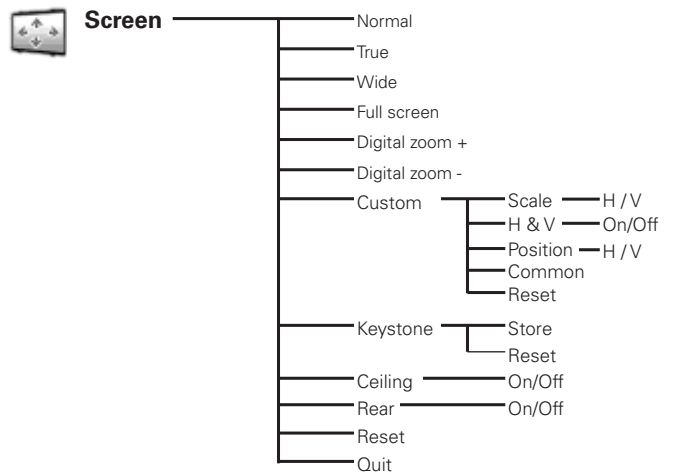 Screen Normal
True
Wide
Full screen
Digital zoom +
Digital zoom -
Custom Scale H / V
H & V On/Off
Position H / V
Common
Reset
Keystone Store
Reset
Ceiling On/Off
Rear On/Off
Reset
Quit